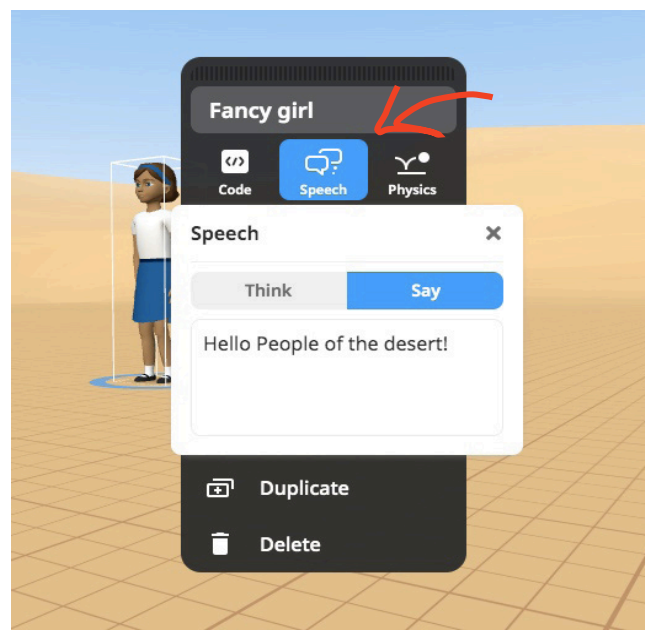 Fancy girl
Code Speech Physics
Speech
Think Say
Hello People of the desert!
Duplicate
Delete